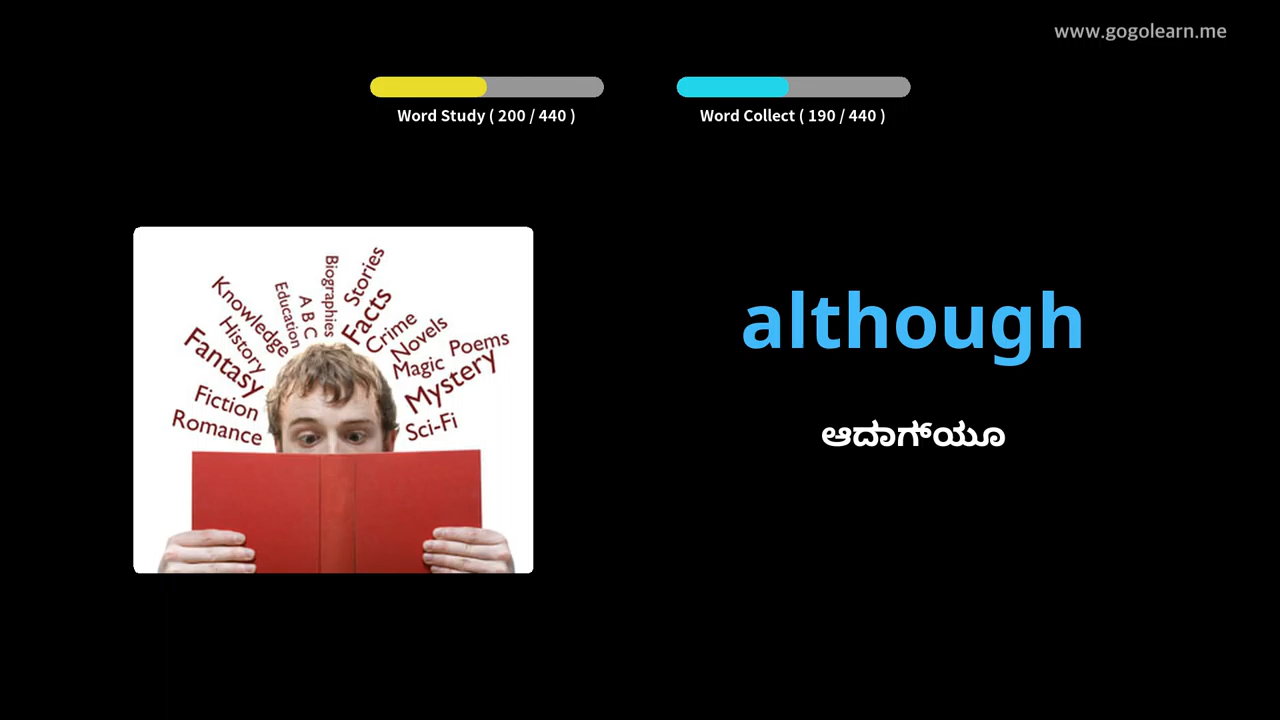 www.gogolearn.me
Word Study ( 200 / 440 )
Word Collect ( 190 / 440 )
Knowledge
Education
A B C
Biographies
Stories
Facts
History
Crime
Novels
Fantasy
Magic
Poems
Mystery
Fiction
Romance
Sci-Fi
although
ಆದಾಗ್‌ಯೂ